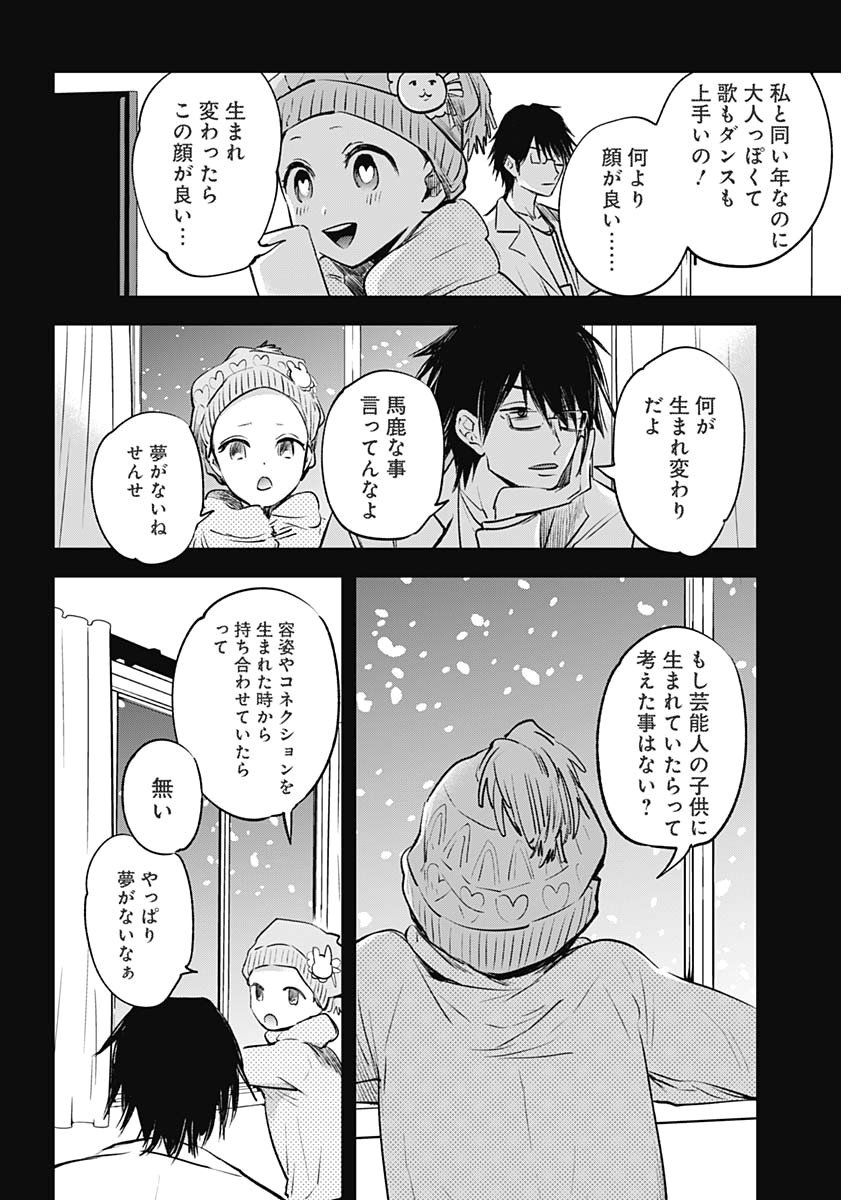 私と同い年なのに
大人っぽくて
歌もダンスも
上手いの！
何より
顔が良い……
生まれ
変わったら
この顔が良い…
何が
生まれ変わり
だよ
馬鹿な事
言ってんなよ
夢がないね
せんせ
もし芸能人の子供に
生まれていたらって
考えた事はない？
容姿やコネクションを
生まれた時から
持ち合わせていたら
って
無い
やっぱり
夢がないなぁ